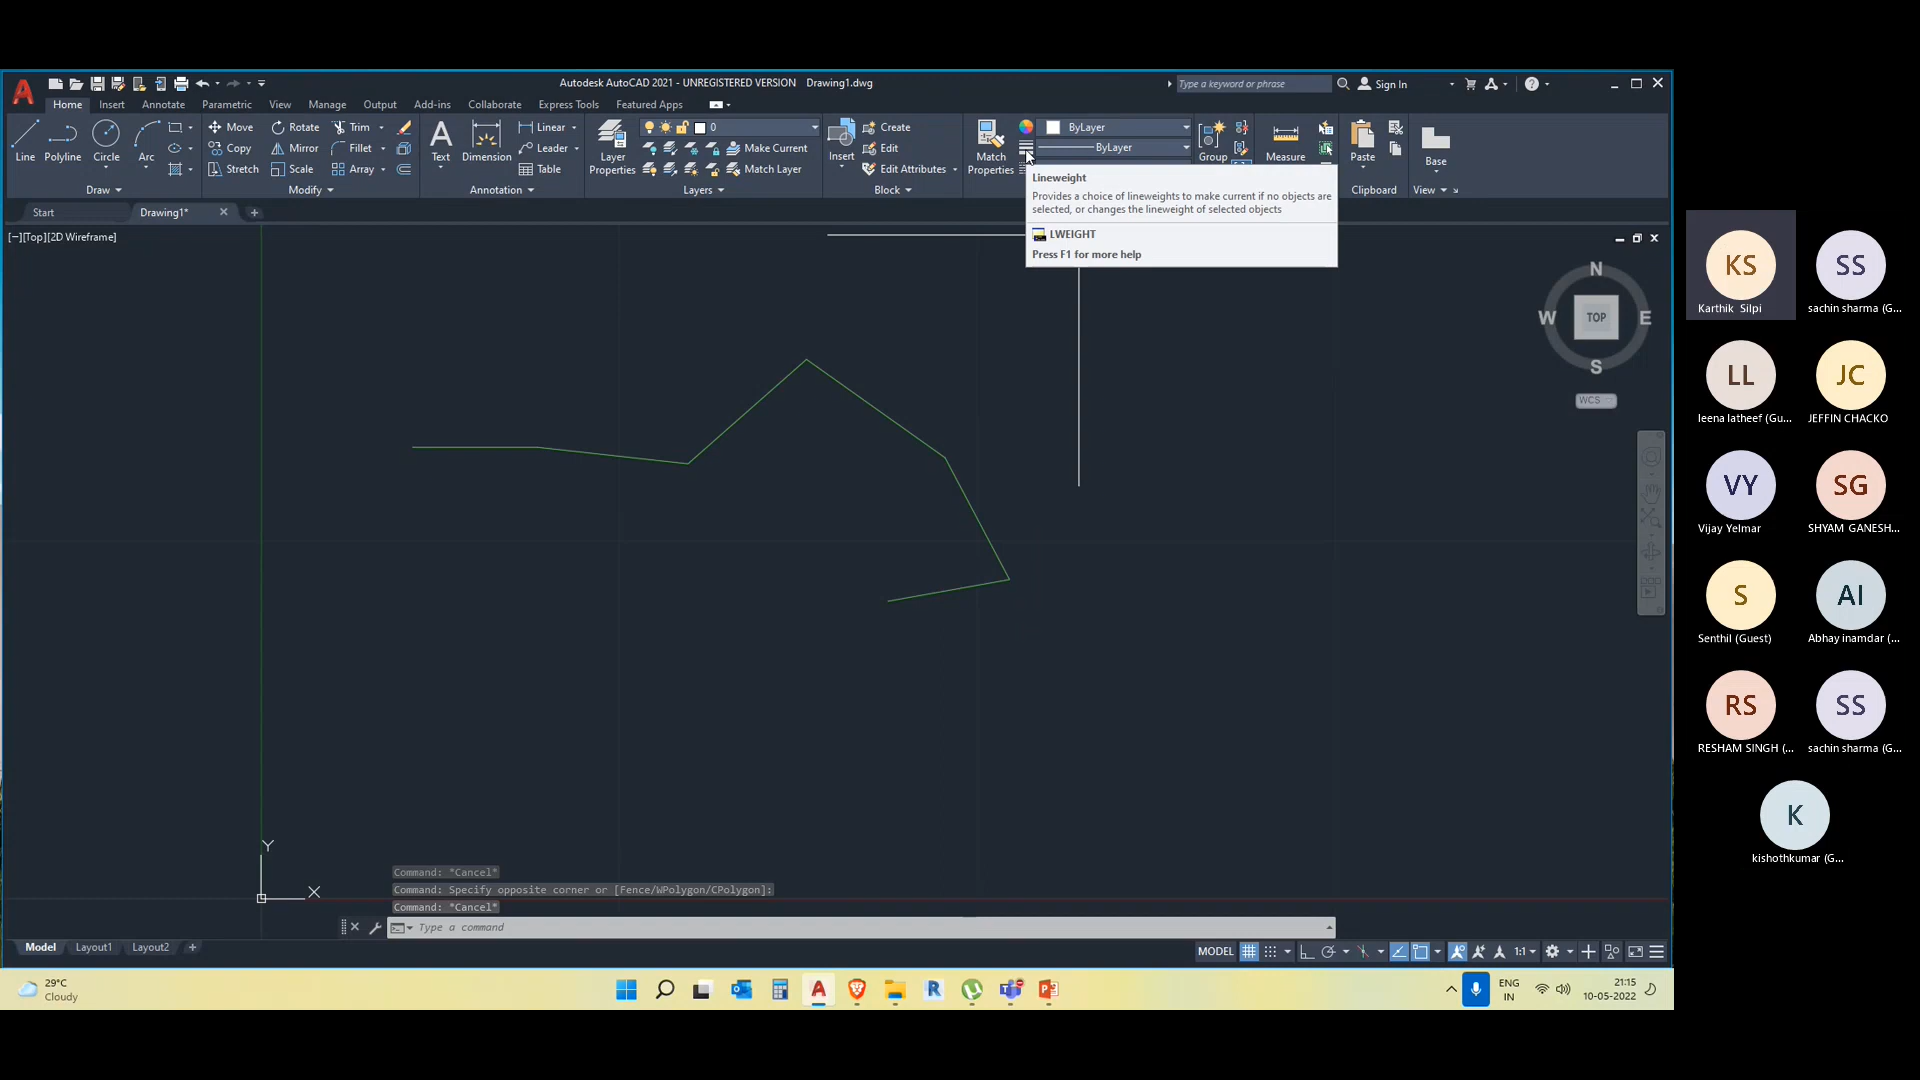 Autodesk AutoCAD 2021 - UNREGISTERED VERSION Drawing1.dwg
Type a keyword or phrase
Sign In
Home Insert Annotate Parametric View Manage Output Add-ins Collaborate Express Tools Featured Apps
Line Polyline Circle Arc
Move Rotate Trim
Copy Mirror Fillet
Stretch Scale Array
Text Dimension
Linear
Leader
Table
Layer Properties
0
Make Current
Match Layer
Insert
Create
Edit
Edit Attributes
Match Properties
ByLayer
ByLayer
Group
Measure
Paste
Base
Draw Modify Annotation Layers Block Clipboard View
Lineweight
Provides a choice of lineweights to make current if no objects are
selected, or changes the lineweight of selected objects
LWEIGHT
Press F1 for more help
Start Drawing1*
[−][Top][2D Wireframe]
N
W TOP E
S
WCS
Y
X
Command: *Cancel*
Command: Specify opposite corner or [Fence/WPolygon/CPolygon]:
Command: *Cancel*
Type a command
Model Layout1 Layout2
MODEL
1:1
29°C
Cloudy
ENG
IN
21:15
10-05-2022
KS
Karthik Silpi
SS
sachin sharma (G...
LL
leena latheef (Gu...
JC
JEFFIN CHACKO
VY
Vijay Yelmar
SG
SHYAM GANESH...
S
Senthil (Guest)
AI
Abhay inamdar (...
RS
RESHAM SINGH (...
SS
sachin sharma (G...
K
kishothkumar (G...